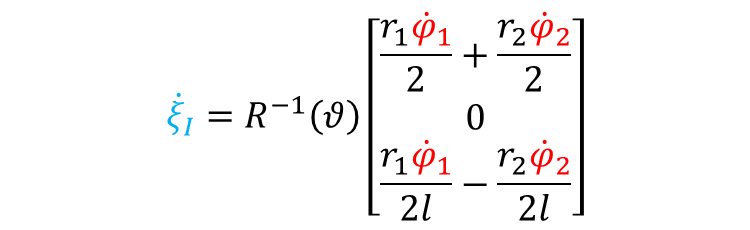 ξ̇_I = R⁻¹(ϑ) [ r₁φ̇₁/2 + r₂φ̇₂/2
0
r₁φ̇₁/2l − r₂φ̇₂/2l ]